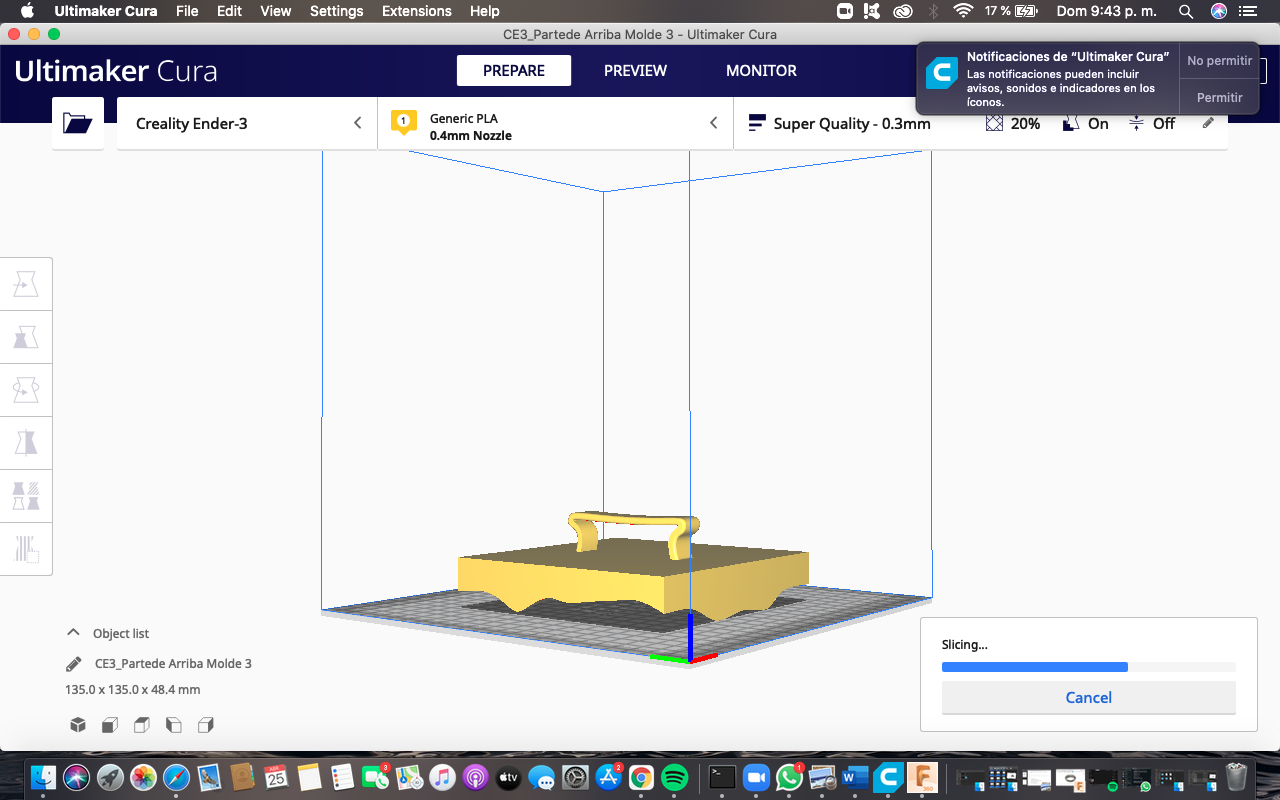 Ultimaker Cura File Edit View Settings Extensions Help 17 % Dom 9:43 p. m.
CE3_Partede Arriba Molde 3 - Ultimaker Cura
Ultimaker Cura PREPARE PREVIEW MONITOR
Notificaciones de “Ultimaker Cura”
Las notificaciones pueden incluir
avisos, sonidos e indicadores en los
íconos.
No permitir
Permitir
Creality Ender-3
1
Generic PLA
0.4mm Nozzle
Super Quality - 0.3mm 20% On Off
Object list
CE3_Partede Arriba Molde 3
135.0 x 135.0 x 48.4 mm
Slicing...
Cancel
ABR
25
3
tv
2
1
W
C
F
360